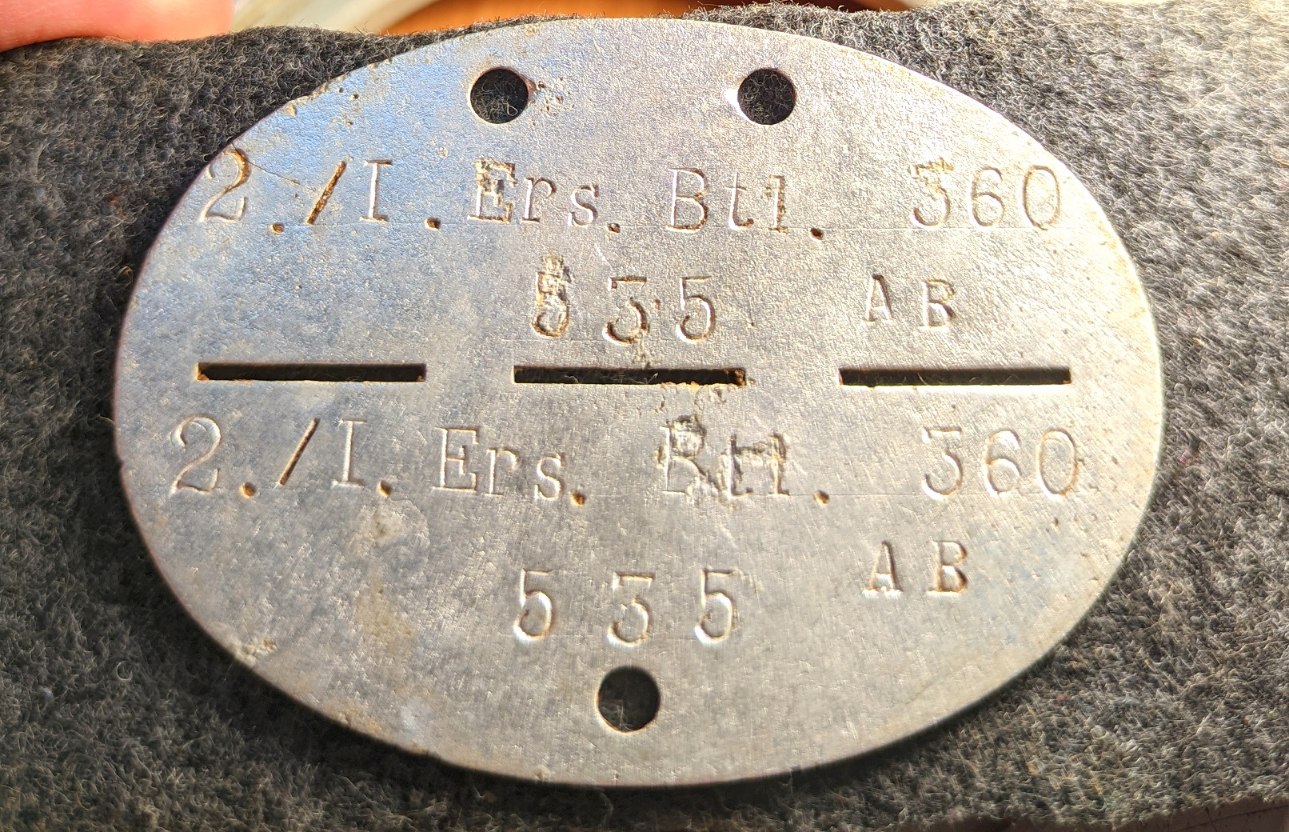 2./I. Ers. Btl. 360
535 AB
2./I. Ers. Btl. 360
535 AB